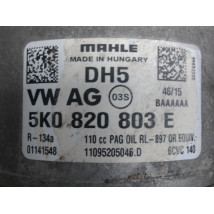 MAHLE
MADE IN HUNGARY
DH5
46/15
VW AG 03S BAAAAAA
5K0 820 803 E
R-134a 110 cc PAG OIL RL-897 OR EQUIV.
01141548 6CVC 140
11095205046.D